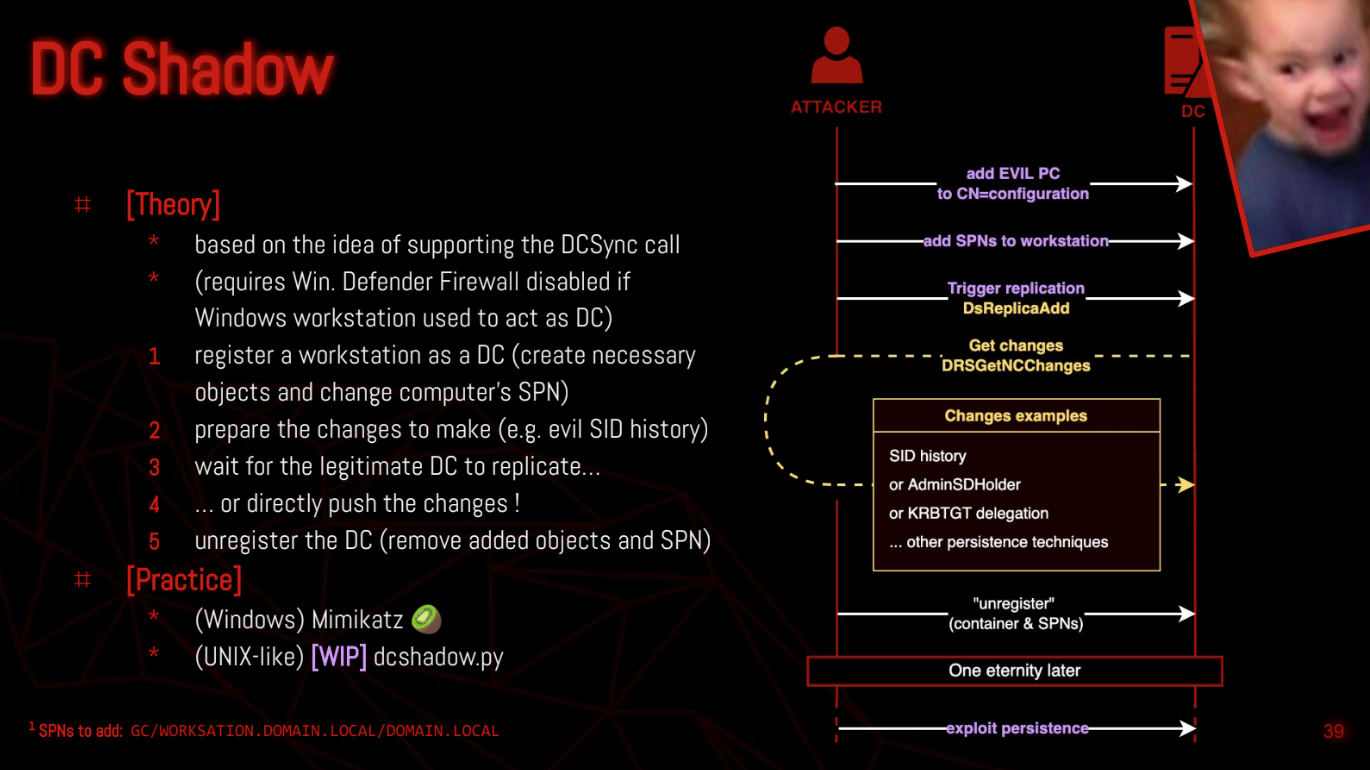 DC Shadow
# [Theory]
* based on the idea of supporting the DCSync call
* (requires Win. Defender Firewall disabled if
Windows workstation used to act as DC)
1 register a workstation as a DC (create necessary
objects and change computer's SPN)
2 prepare the changes to make (e.g. evil SID history)
3 wait for the legitimate DC to replicate...
4 ... or directly push the changes !
5 unregister the DC (remove added objects and SPN)
# [Practice]
* (Windows) Mimikatz 🥝
* (UNIX-like) [WIP] dcshadow.py
¹ SPNs to add: GC/WORKSATION.DOMAIN.LOCAL/DOMAIN.LOCAL
ATTACKER
DC
add EVIL PC
to CN=configuration
add SPNs to workstation
Trigger replication
DsReplicaAdd
Get changes
DRSGetNCChanges
Changes examples
SID history
or AdminSDHolder
or KRBTGT delegation
... other persistence techniques
"unregister"
(container & SPNs)
One eternity later
exploit persistence
39